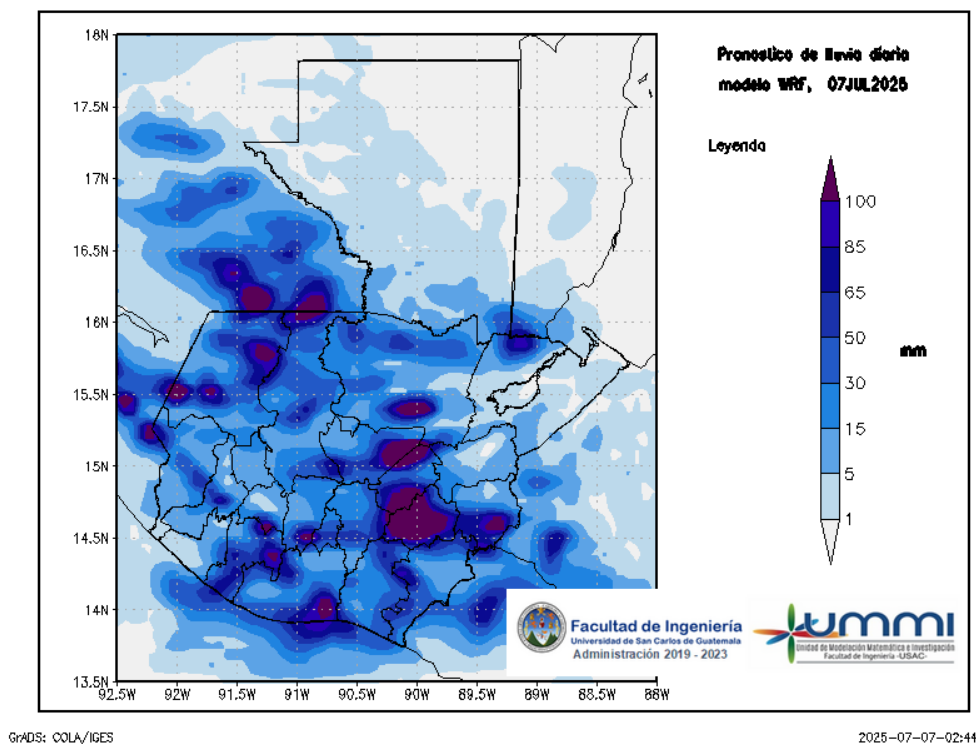 Pronostico de lluvia diaria
modelo WRF, 07JUL2025
Leyenda
100
85
65
50
30
15
5
1
mm
18N
17.5N
17N
16.5N
16N
15.5N
15N
14.5N
14N
13.5N
92.5W
92W
91.5W
91W
90.5W
90W
89.5W
89W
88.5W
88W
Facultad de Ingeniería
Universidad de San Carlos de Guatemala
Administración 2019 - 2023
UMMI
Unidad de Modelación Matemática e Investigación
Facultad de Ingeniería -USAC-
GrADS: COLA/IGES
2025-07-07-02:44